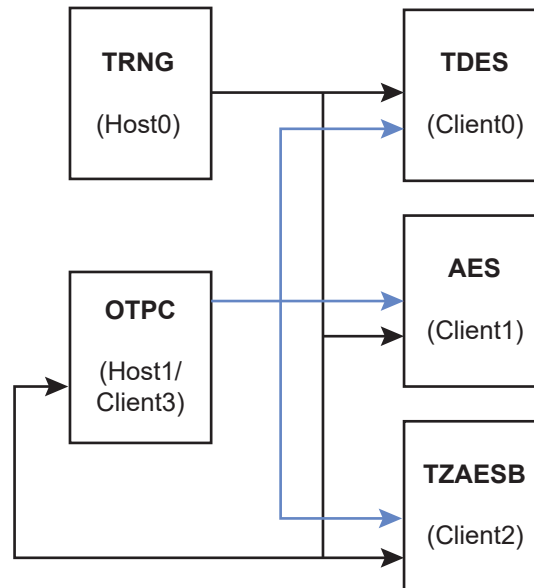 TRNG
(Host0)
TDES
(Client0)
OTPC
(Host1/
Client3)
AES
(Client1)
TZAESB
(Client2)